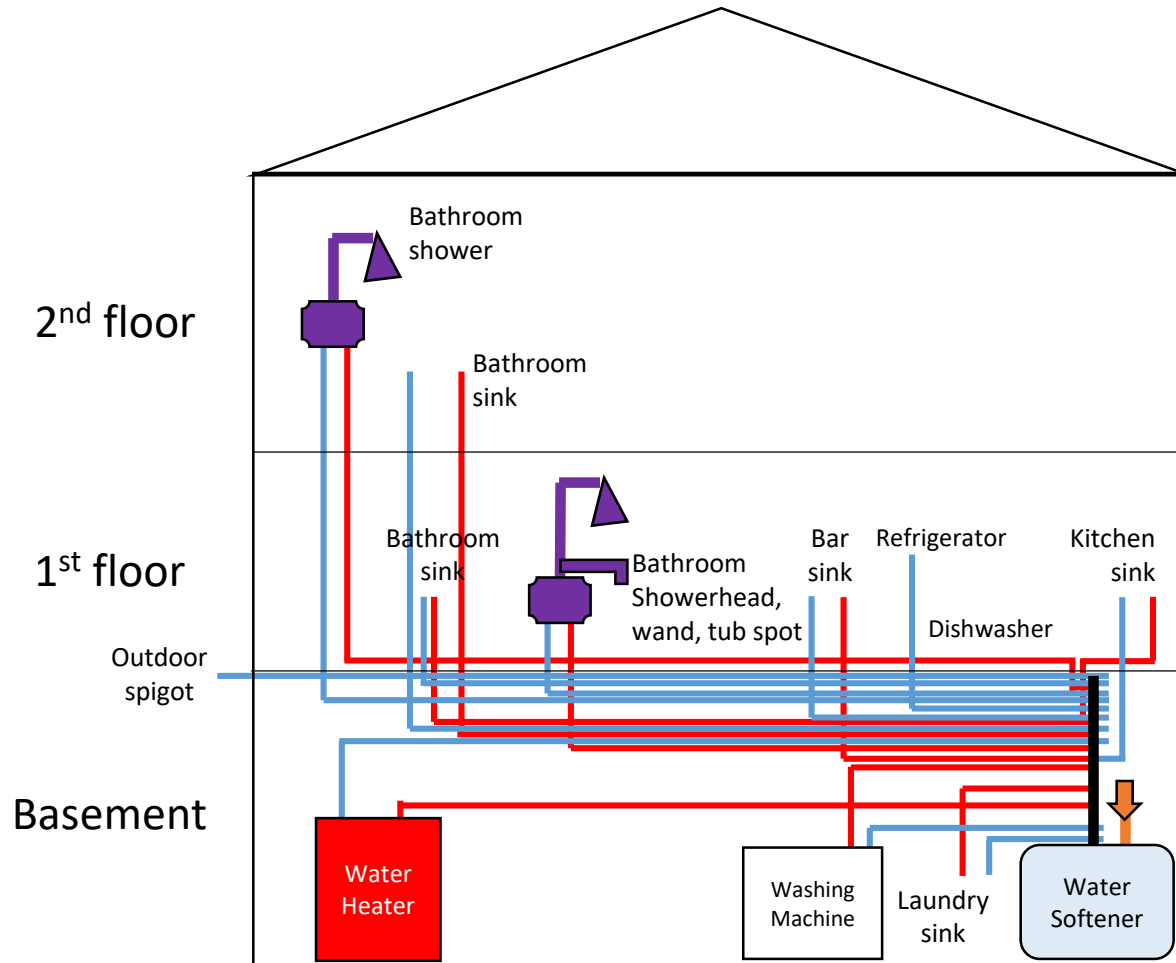 Bathroom
shower
2nd floor
Bathroom
sink
1st floor
Bathroom
sink
Bathroom
Showerhead,
wand, tub spot
Bar
sink
Refrigerator
Kitchen
sink
Dishwasher
Outdoor
spigot
Basement
Water
Heater
Washing
Machine
Laundry
sink
Water
Softener